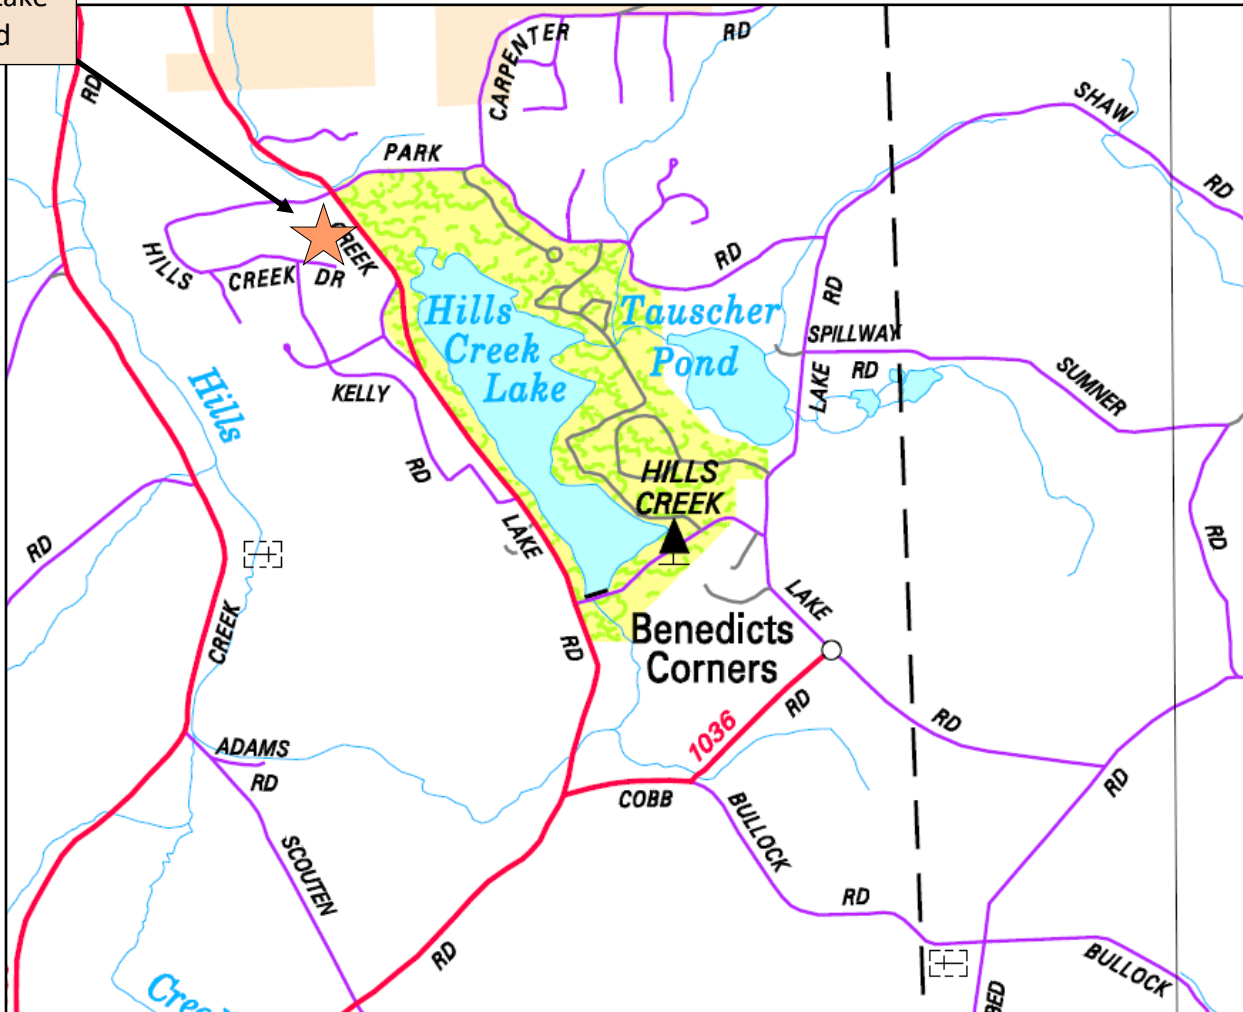 d
CARPENTER
RD
RD
SHAW
RD
PARK
CREEK
HILLS
CREEK
DR
RD
RD
Hills
Creek
Lake
Tauscher
Pond
SPILLWAY
RD
LAKE
SUMNER
KELLY
RD
Hills
HILLS
CREEK
LAKE
RD
RD
CREEK
RD
LAKE
Benedicts
Corners
1036
RD
RD
ADAMS
RD
COBB
RD
BULLOCK
SCOUTEN
RD
RD
BULLOCK